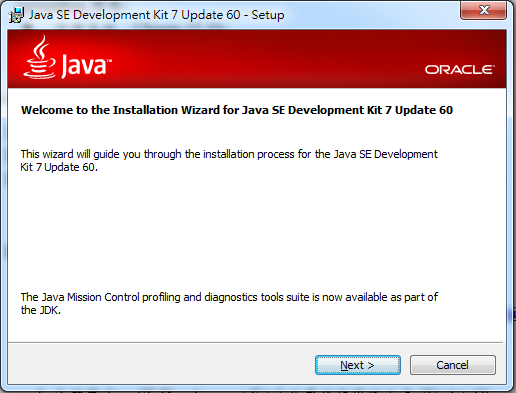 Java SE Development Kit 7 Update 60 - Setup
Java™
ORACLE®
Welcome to the Installation Wizard for Java SE Development Kit 7 Update 60
This wizard will guide you through the installation process for the Java SE Development
Kit 7 Update 60.
The Java Mission Control profiling and diagnostics tools suite is now available as part of
the JDK.
Next >
Cancel